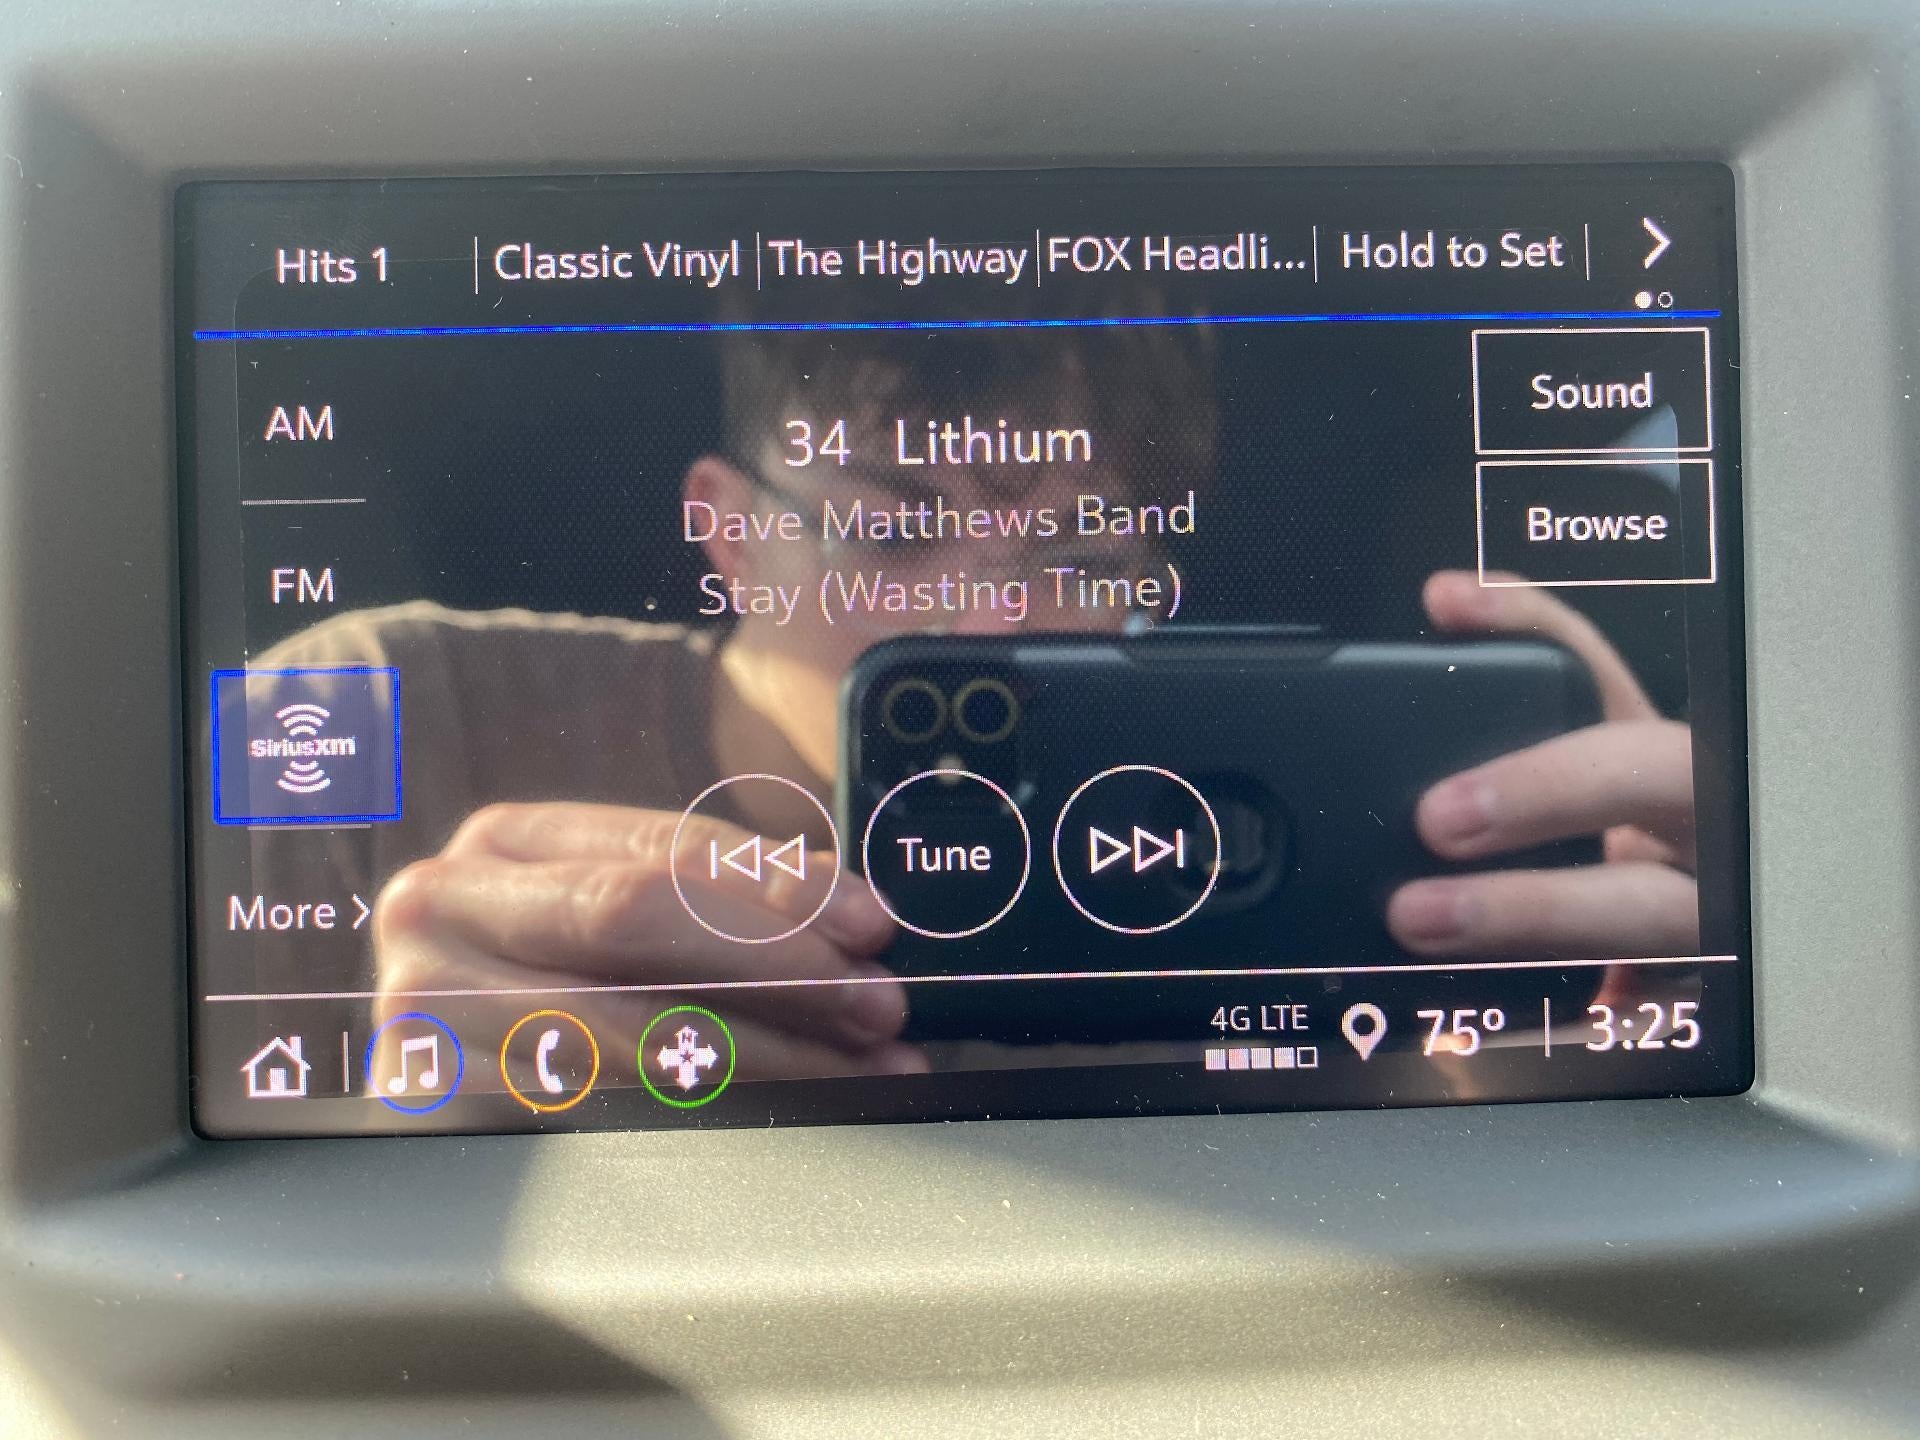 Hits 1 Classic Vinyl The Highway FOX Headli... Hold to Set
AM
Sound
34 Lithium
Dave Matthews Band
Browse
FM
Stay (Wasting Time)
SiriusXM
Tune
More
4G LTE
75° 3:25
N